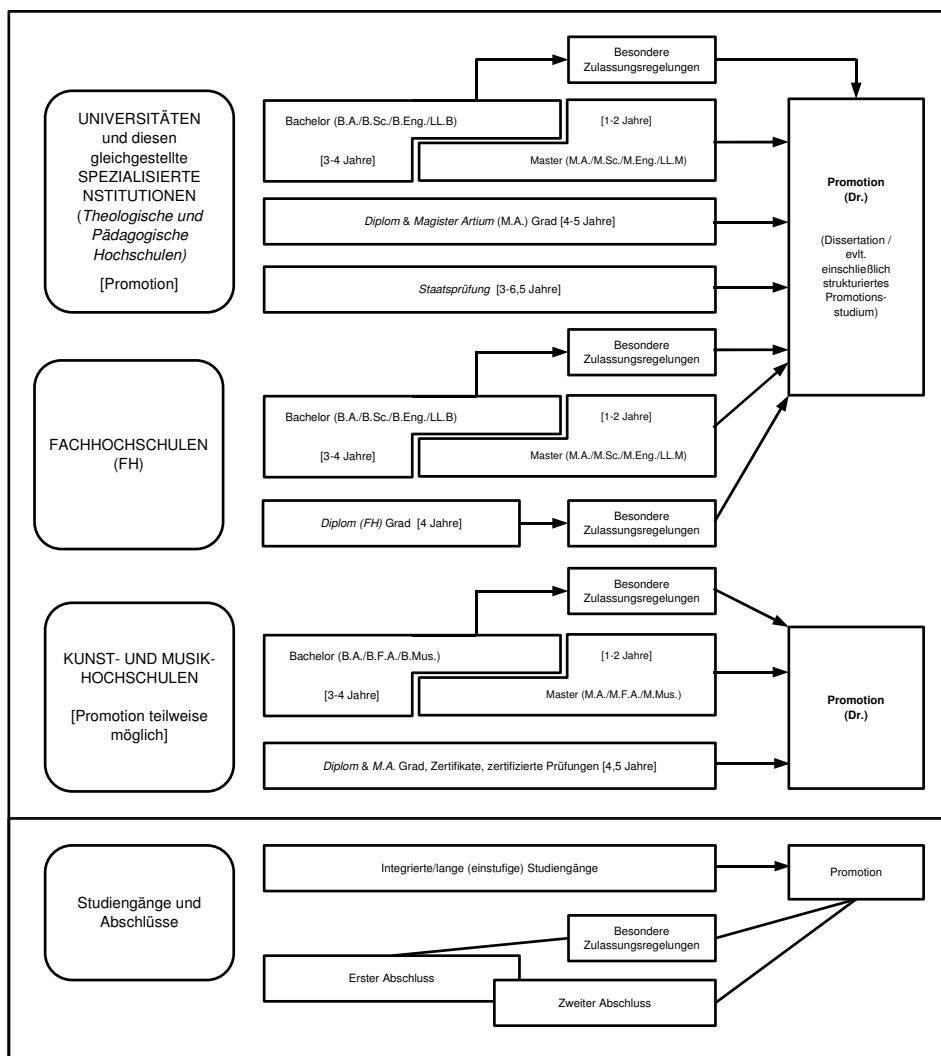 Besondere
Zulassungsregelungen
UNIVERSITÄTEN
und diesen
gleichgestellte
SPEZIALISIERTE
NSTITUTIONEN
(Theologische und
Pädagogische
Hochschulen)
[Promotion]
Bachelor (B.A./B.Sc./B.Eng./LL.B)
[3-4 Jahre]
[1-2 Jahre]
Master (M.A./M.Sc./M.Eng./LL.M)
Diplom & Magister Artium (M.A.) Grad [4-5 Jahre]
Staatsprüfung [3-6,5 Jahre]
Promotion
(Dr.)
(Dissertation /
evlt.
einschließlich
strukturiertes
Promotions-
studium)
FACHHOCHSCHULEN
(FH)
Besondere
Zulassungsregelungen
Bachelor (B.A./B.Sc./B.Eng./LL.B)
[3-4 Jahre]
[1-2 Jahre]
Master (M.A./M.Sc./M.Eng./LL.M)
Diplom (FH) Grad [4 Jahre]
Besondere
Zulassungsregelungen
KUNST- UND MUSIK-
HOCHSCHULEN
[Promotion teilweise
möglich]
Besondere
Zulassungsregelungen
Bachelor (B.A./B.F.A./B.Mus.)
[3-4 Jahre]
[1-2 Jahre]
Master (M.A./M.F.A./M.Mus.)
Diplom & M.A. Grad, Zertifikate, zertifizierte Prüfungen [4,5 Jahre]
Promotion
(Dr.)
Studiengänge und
Abschlüsse
Integrierte/lange (einstufige) Studiengänge
Promotion
Besondere
Zulassungsregelungen
Erster Abschluss
Zweiter Abschluss